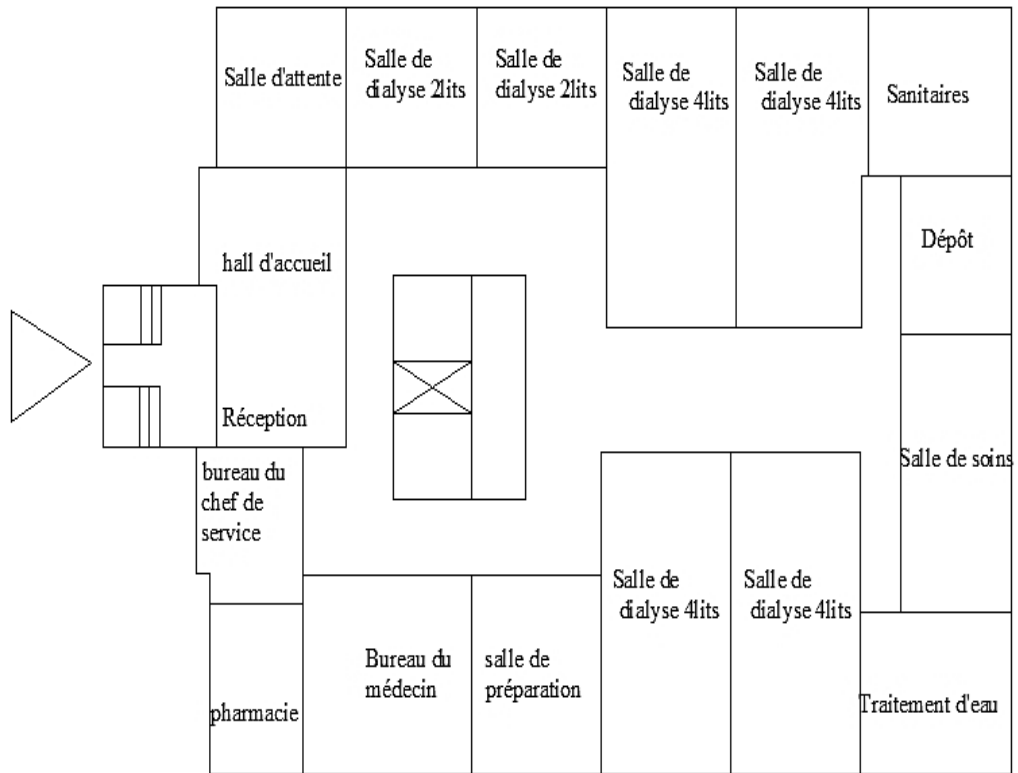 Salle d'attente
Salle de
dialyse 2lits
Salle de
dialyse 2lits
Salle de
dialyse 4lits
Salle de
dialyse 4lits
Sanitaires
hall d'accueil
Dépôt
Réception
bureau du
chef de
service
Salle de soins
Salle de
dialyse 4lits
Salle de
dialyse 4lits
Bureau du
médecin
salle de
préparation
pharmacie
Traitement d'eau